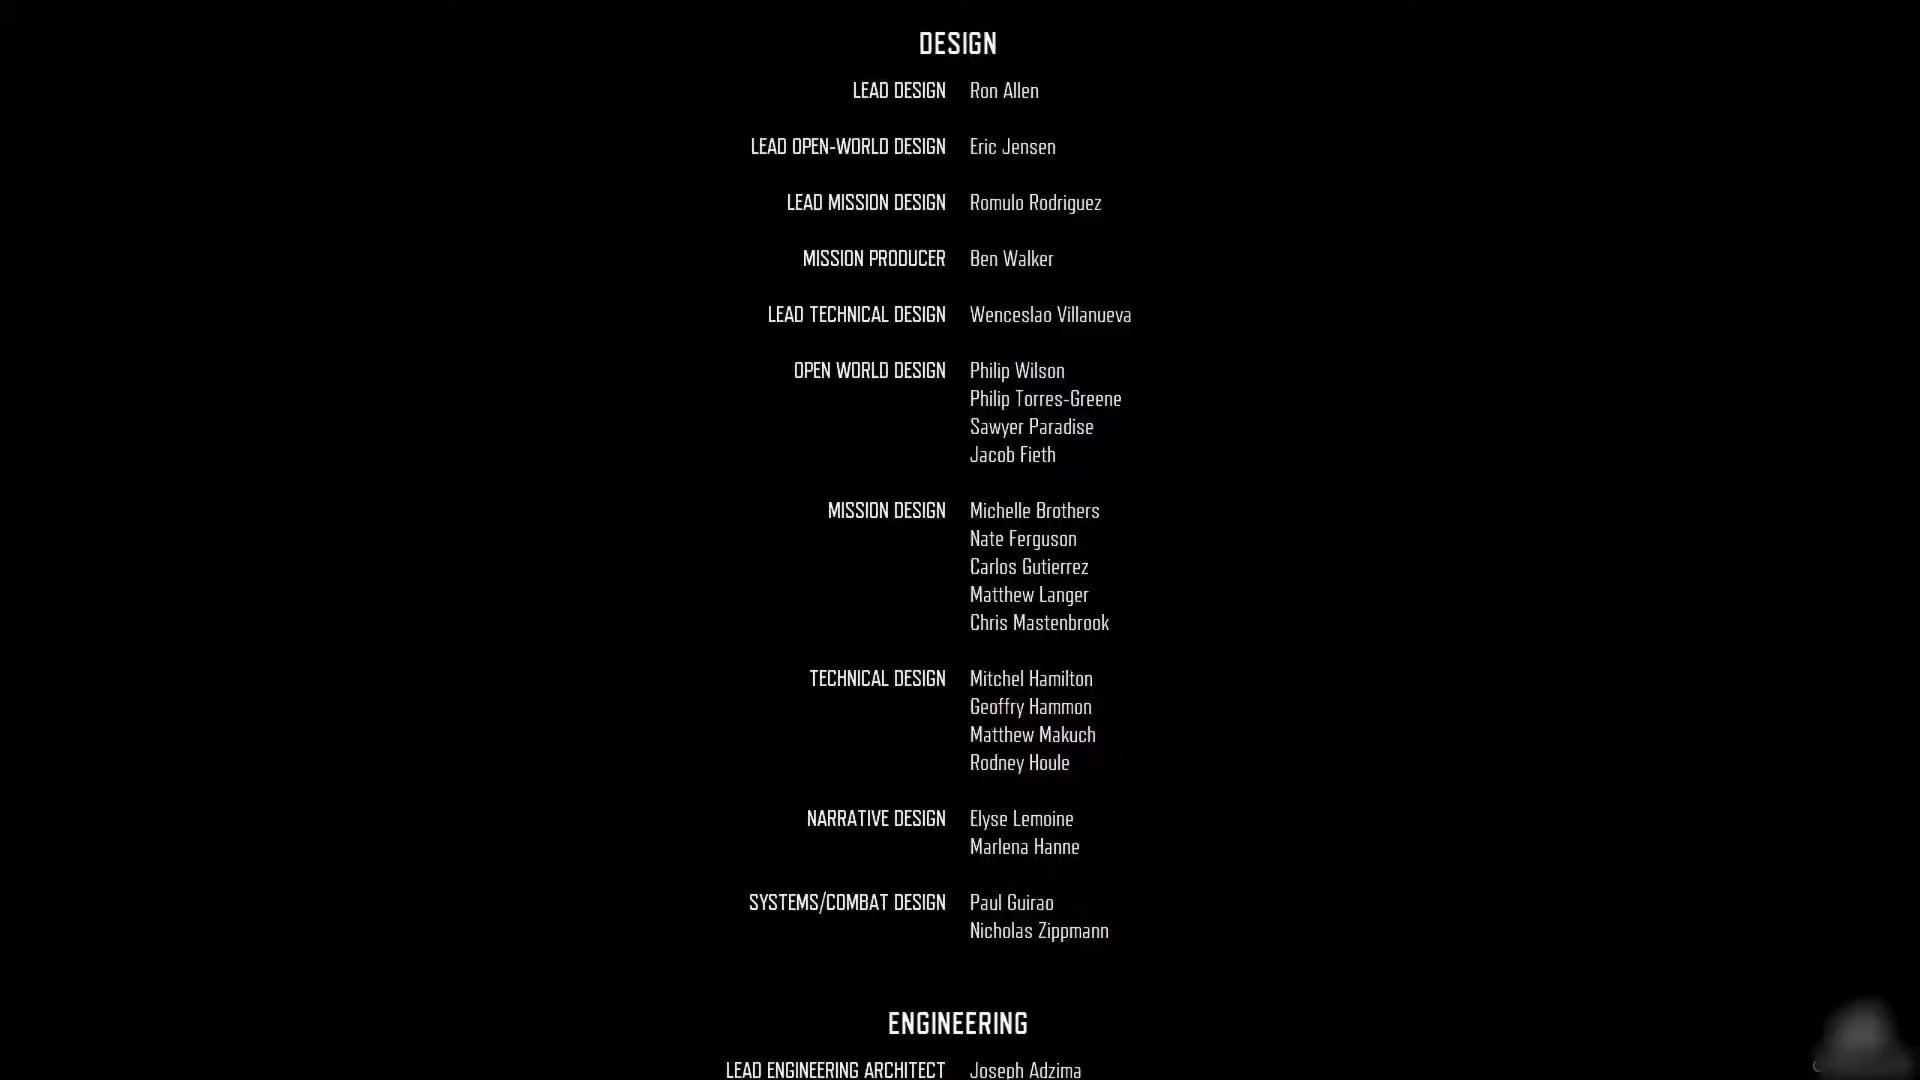 DESIGN
LEAD DESIGN Ron Allen
LEAD OPEN-WORLD DESIGN Eric Jensen
LEAD MISSION DESIGN Romulo Rodriguez
MISSION PRODUCER Ben Walker
LEAD TECHNICAL DESIGN Wenceslao Villanueva
OPEN WORLD DESIGN Philip Wilson
Philip Torres-Greene
Sawyer Paradise
Jacob Fieth
MISSION DESIGN Michelle Brothers
Nate Ferguson
Carlos Gutierrez
Matthew Langer
Chris Mastenbrook
TECHNICAL DESIGN Mitchel Hamilton
Geoffry Hammon
Matthew Makuch
Rodney Houle
NARRATIVE DESIGN Elyse Lemoine
Marlena Hanne
SYSTEMS/COMBAT DESIGN Paul Guirao
Nicholas Zippmann
ENGINEERING
LEAD ENGINEERING ARCHITECT Joseph Adzima